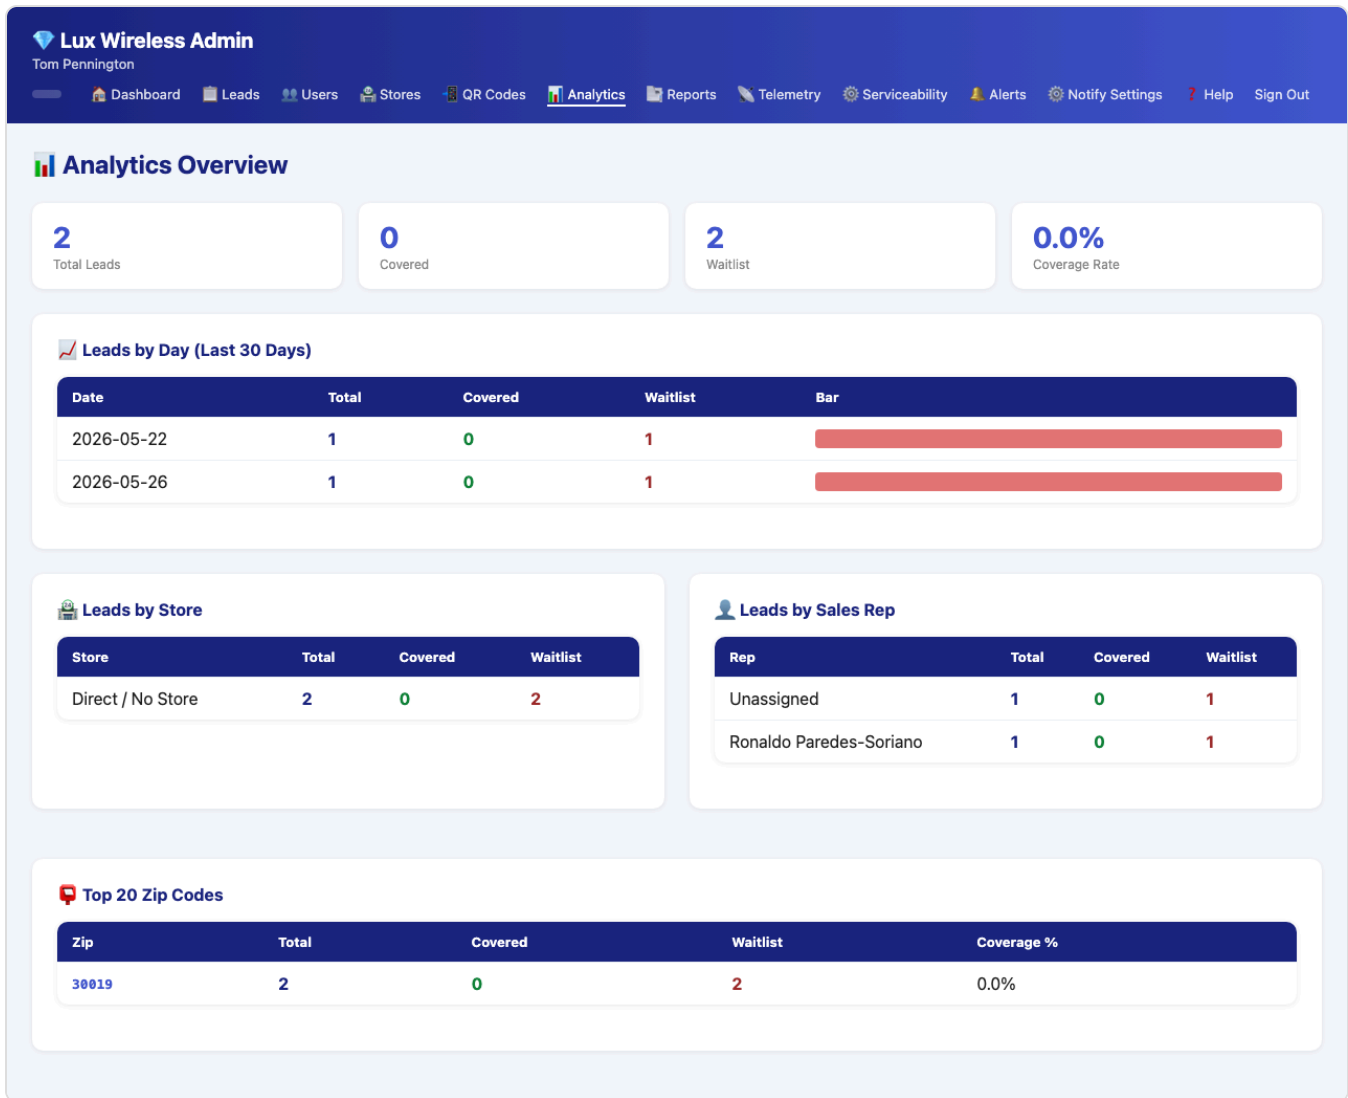 Lux Wireless Admin
Tom Pennington
Dashboard Leads Users Stores QR Codes Analytics Reports Telemetry Serviceability Alerts Notify Settings Help Sign Out
Analytics Overview
2 0 2 0.0%
Total Leads Covered Waitlist Coverage Rate
Leads by Day (Last 30 Days)
Date Total Covered Waitlist Bar
2026-05-22 1 0 1
2026-05-26 1 0 1
Leads by Store
Store Total Covered Waitlist
Direct / No Store 2 0 2
Leads by Sales Rep
Rep Total Covered Waitlist
Unassigned 1 0 1
Ronaldo Paredes-Soriano 1 0 1
Top 20 Zip Codes
Zip Total Covered Waitlist Coverage %
30019 2 0 2 0.0%